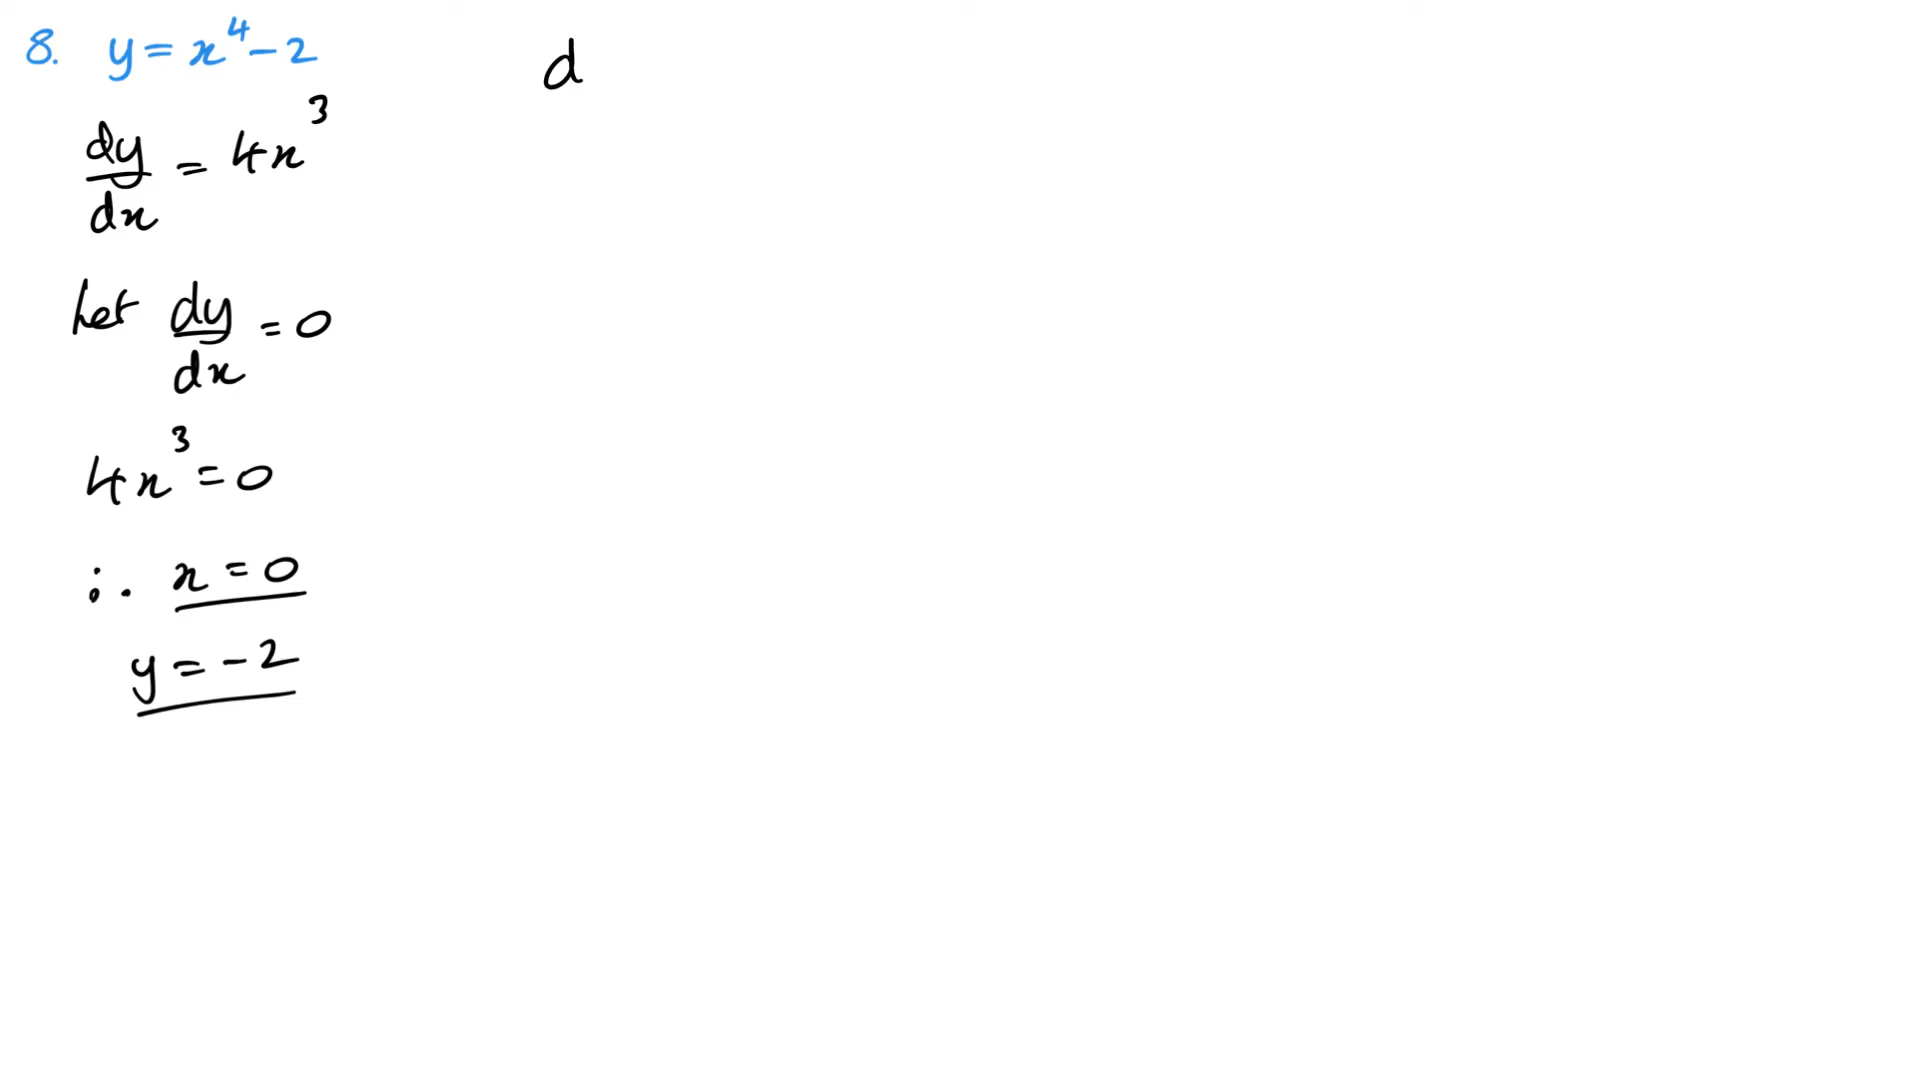 8. y = x⁴ - 2
dy/dx = 4x³
Let dy/dx = 0
4x³ = 0
∴ x = 0
y = -2
d